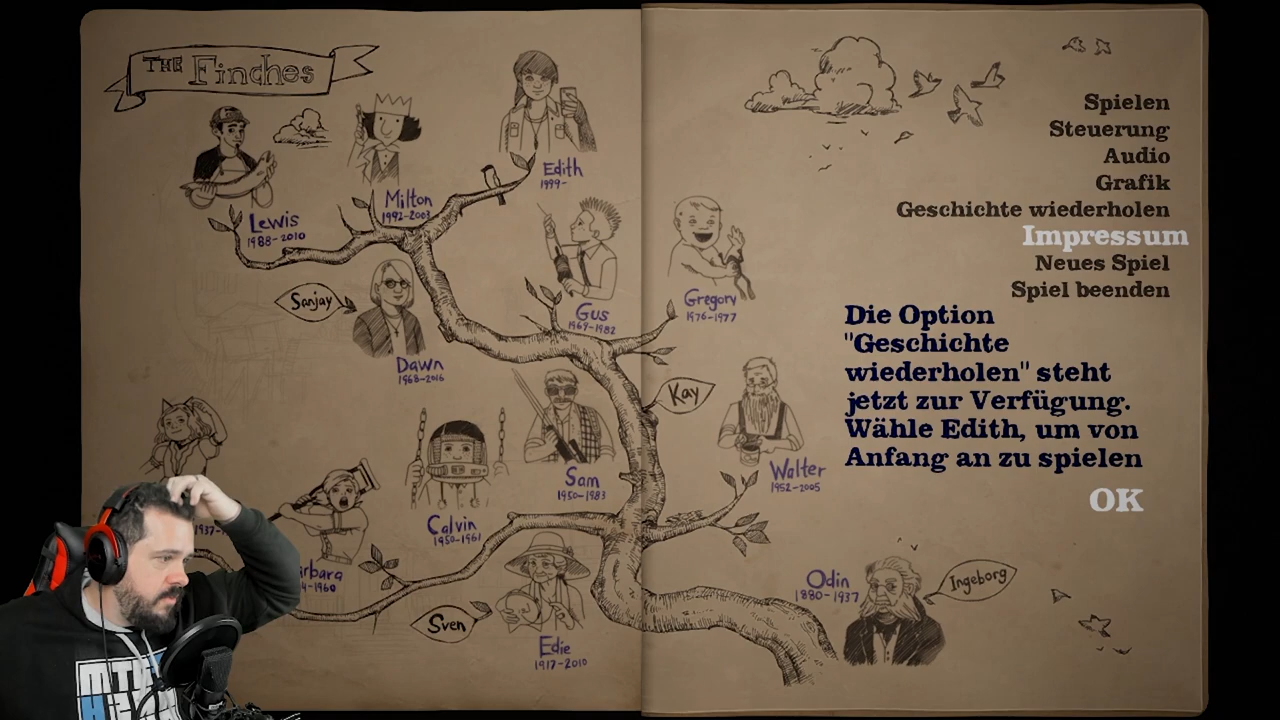 THE Finches
Edith
1999-
Milton
1992-2003
Lewis
1988-2010
Sanjay
Gus
1969-1982
Gregory
1976-1977
Dawn
1968-2016
Kay
Sam
1950-1983
Walter
1952-2005
Calvin
1950-1961
Sven
Edie
1917-2010
Odin
1880-1937
Ingeborg
Spielen
Steuerung
Audio
Grafik
Geschichte wiederholen
Impressum
Neues Spiel
Spiel beenden
Die Option
"Geschichte
wiederholen" steht
jetzt zur Verfügung.
Wähle Edith, um von
Anfang an zu spielen
OK